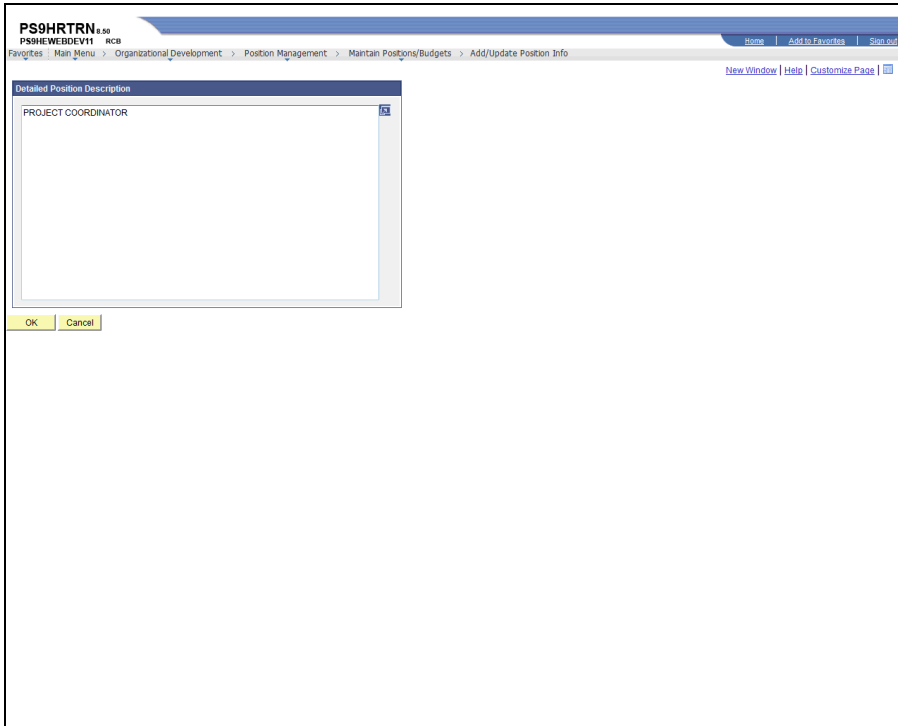 PS9HRTRN 8.50
PS9HEWEBDEV11 RCB
Home | Add to Favorites | Sign out
Favorites Main Menu > Organizational Development > Position Management > Maintain Positions/Budgets > Add/Update Position Info
New Window | Help | Customize Page |
Detailed Position Description
PROJECT COORDINATOR
OK Cancel